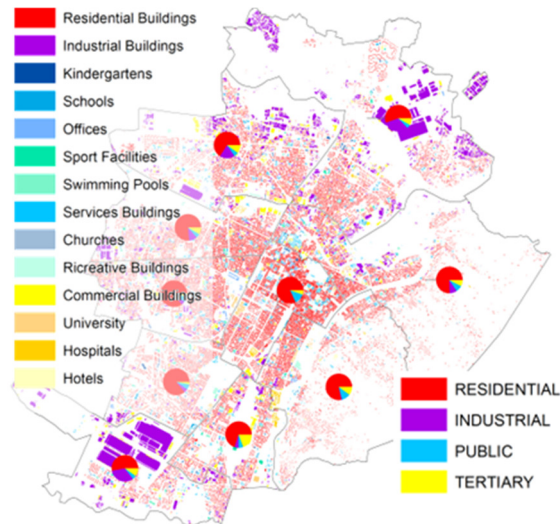 Residential Buildings
Industrial Buildings
Kindergartens
Schools
Offices
Sport Facilities
Swimming Pools
Services Buildings
Churches
Ricreative Buildings
Commercial Buildings
University
Hospitals
Hotels
RESIDENTIAL
INDUSTRIAL
PUBLIC
TERTIARY